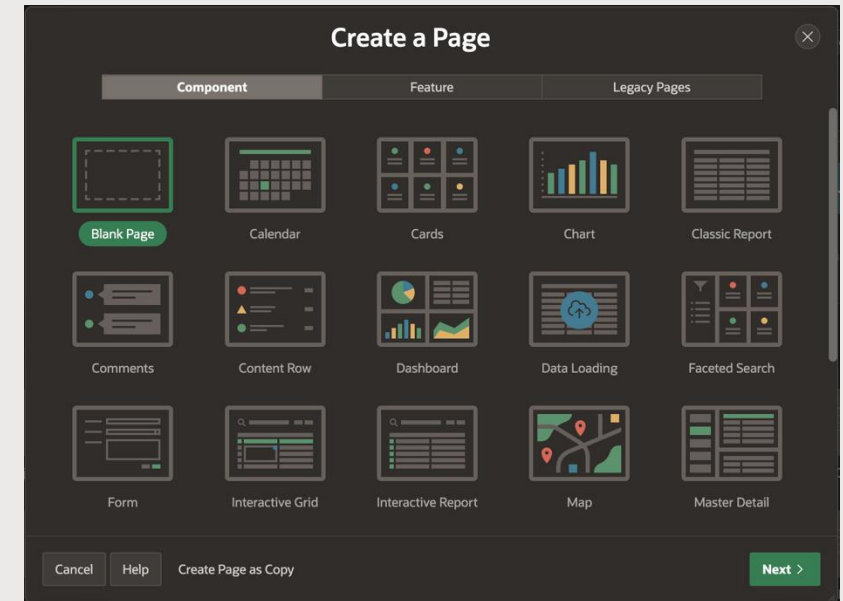 Create a Page
Component Feature Legacy Pages
Blank Page Calendar Cards Chart Classic Report
Comments Content Row Dashboard Data Loading Faceted Search
Form Interactive Grid Interactive Report Map Master Detail
Cancel Help Create Page as Copy Next